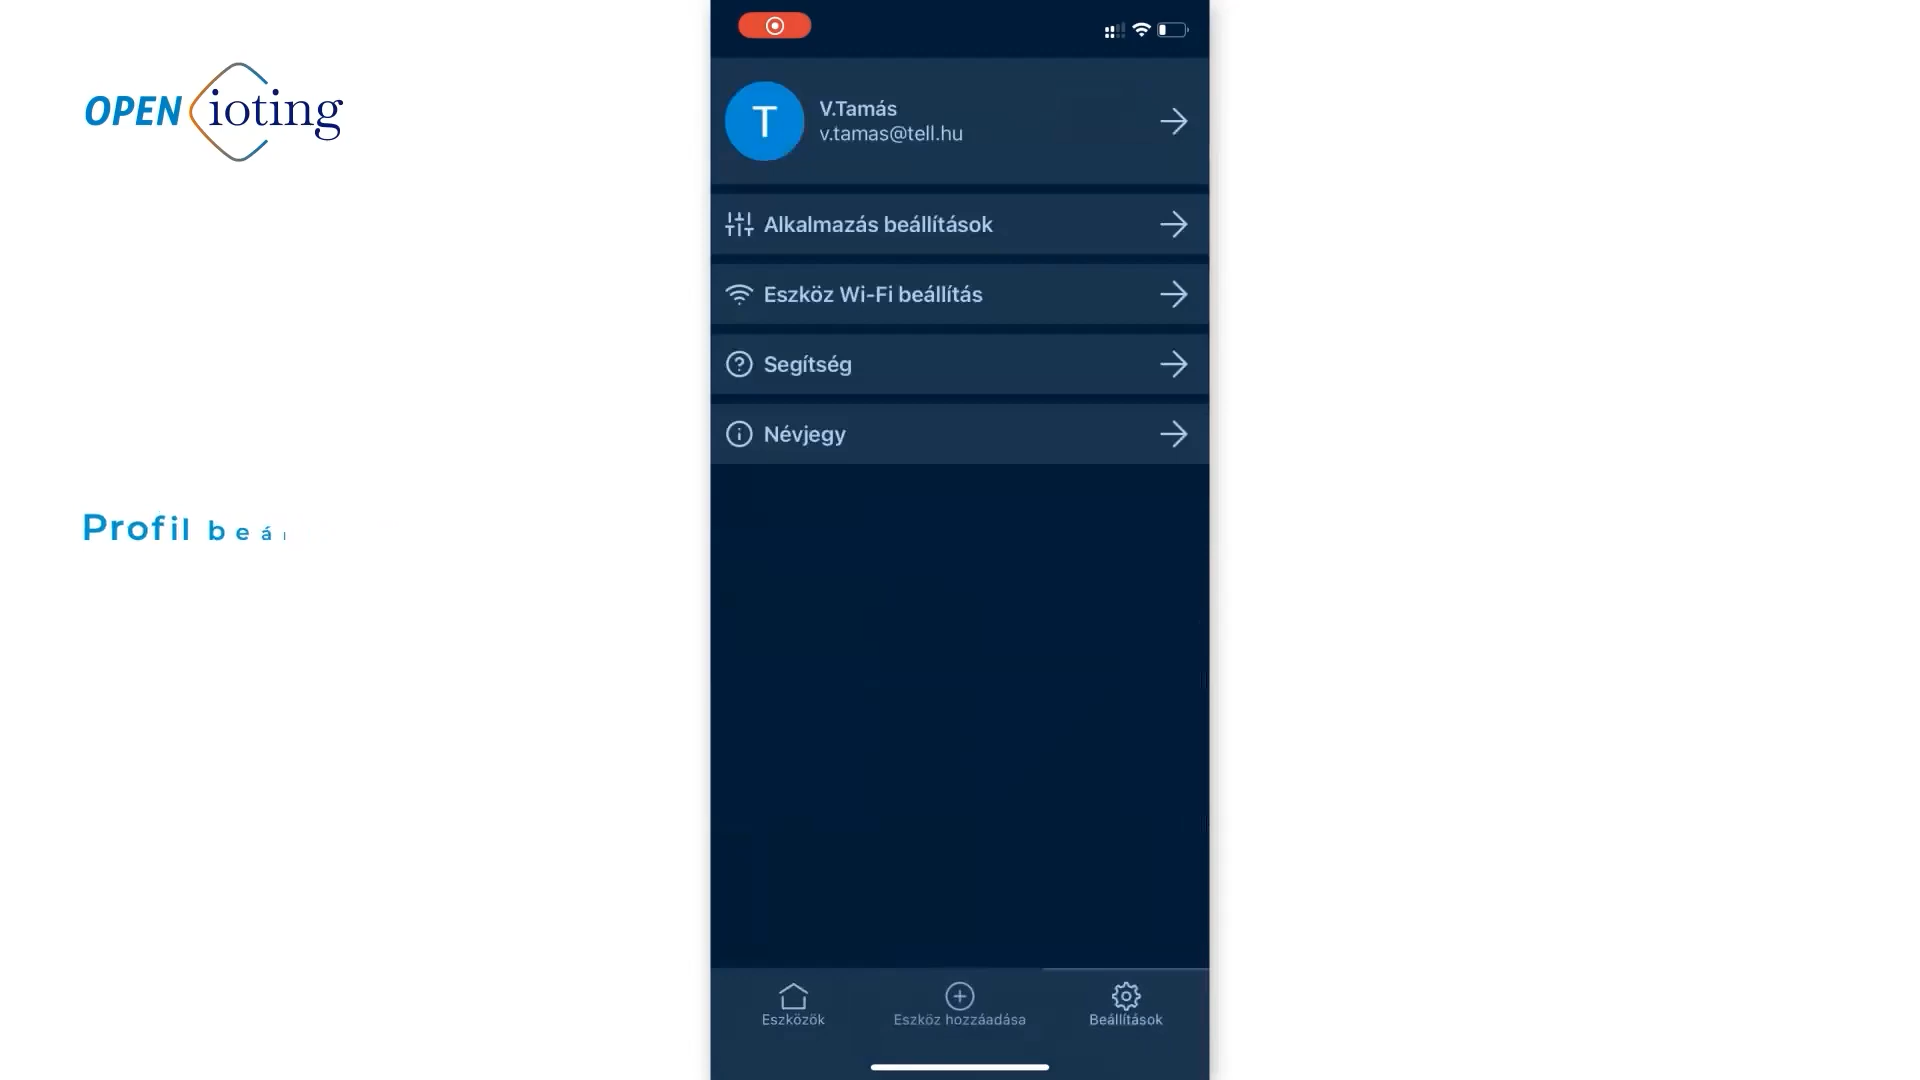 OPEN ioting
T
V.Tamás
v.tamas@tell.hu
Alkalmazás beállítások
Eszköz Wi-Fi beállítás
Segítség
Névjegy
Profil beá
Eszközök
Eszköz hozzáadása
Beállítások